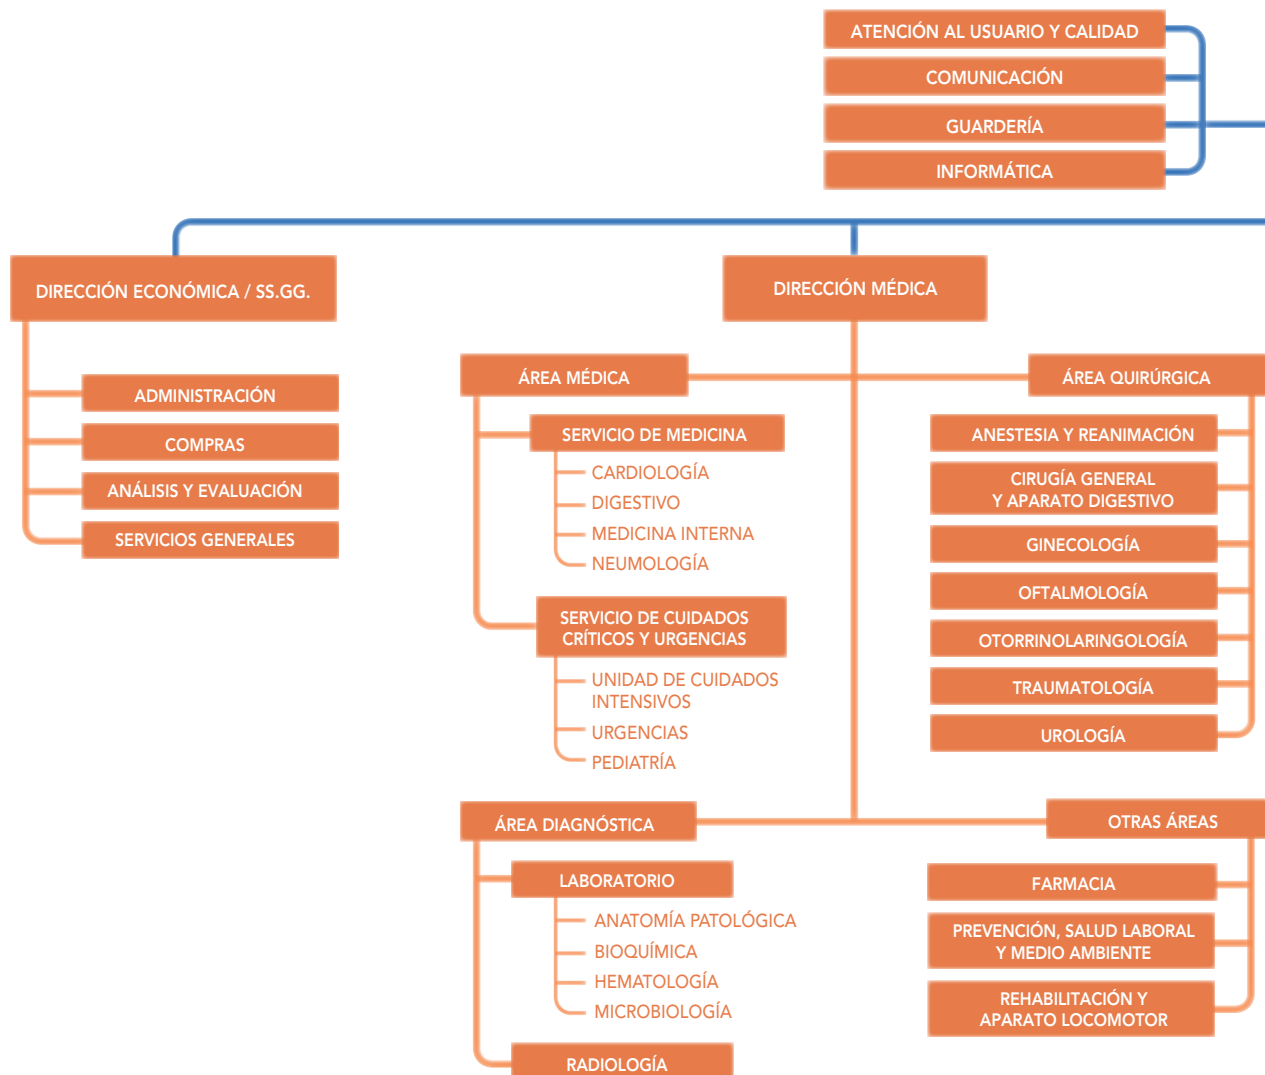 ATENCIÓN AL USUARIO Y CALIDAD
COMUNICACIÓN
GUARDERÍA
INFORMÁTICA
DIRECCIÓN ECONÓMICA / SS.GG.
ADMINISTRACIÓN
COMPRAS
ANÁLISIS Y EVALUACIÓN
SERVICIOS GENERALES
DIRECCIÓN MÉDICA
ÁREA MÉDICA
SERVICIO DE MEDICINA
CARDIOLOGÍA
DIGESTIVO
MEDICINA INTERNA
NEUMOLOGÍA
SERVICIO DE CUIDADOS
CRÍTICOS Y URGENCIAS
UNIDAD DE CUIDADOS
INTENSIVOS
URGENCIAS
PEDIATRÍA
ÁREA QUIRÚRGICA
ANESTESIA Y REANIMACIÓN
CIRUGÍA GENERAL
Y APARATO DIGESTIVO
GINECOLOGÍA
OFTALMOLOGÍA
OTORRINOLARINGOLOGÍA
TRAUMATOLOGÍA
UROLOGÍA
ÁREA DIAGNÓSTICA
LABORATORIO
ANATOMÍA PATOLÓGICA
BIOQUÍMICA
HEMATOLOGÍA
MICROBIOLOGÍA
RADIOLOGÍA
OTRAS ÁREAS
FARMACIA
PREVENCIÓN, SALUD LABORAL
Y MEDIO AMBIENTE
REHABILITACIÓN Y
APARATO LOCOMOTOR